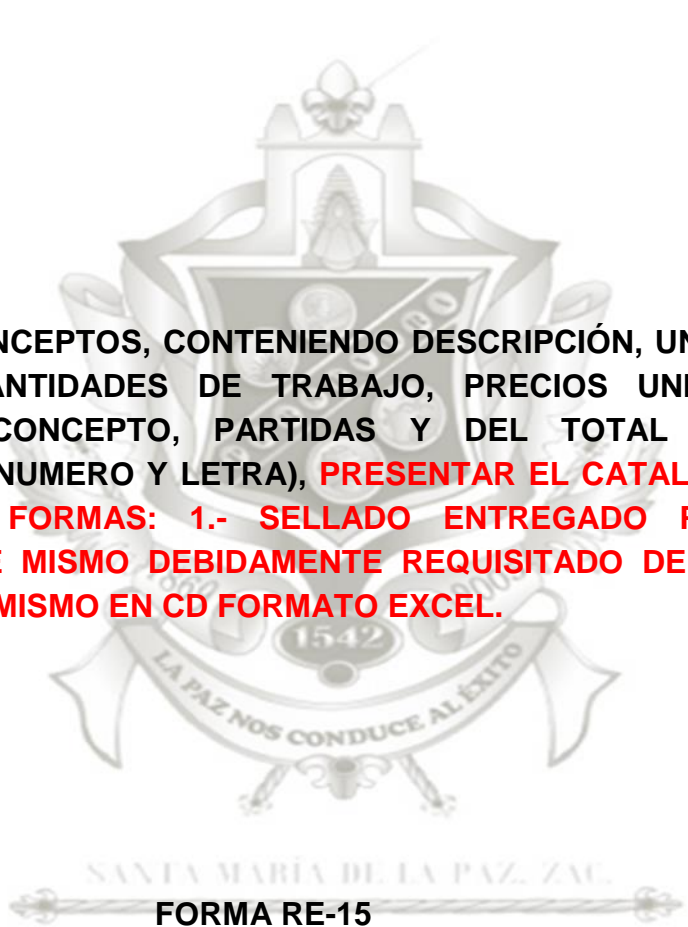 NCEPTOS, CONTENIENDO DESCRIPCIÓN, UN
ANTIDADES DE TRABAJO, PRECIOS UNI
CONCEPTO, PARTIDAS Y DEL TOTAL
NUMERO Y LETRA), PRESENTAR EL CATAL
FORMAS: 1.- SELLADO ENTREGADO
E MISMO DEBIDAMENTE REQUISITADO DE
MISMO EN CD FORMATO EXCEL.
1542
LA PAZ NOS CONDUCE AL ÉXITO
SANTA MARÍA DE LA PAZ, ZAC.
FORMA RE-15